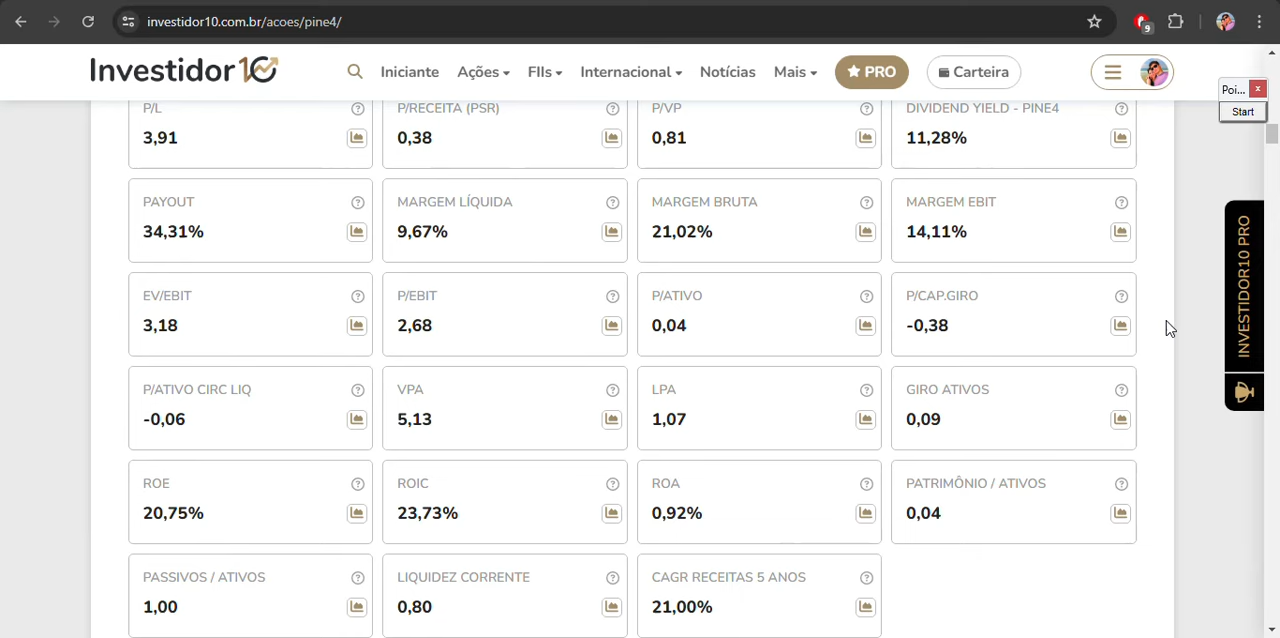 investidor10.com.br/acoes/pine4/
9
Investidor10
Iniciante Ações FIIs Internacional Notícias Mais PRO Carteira
Poi... x
Start
P/L P/RECEITA (PSR) P/VP DIVIDEND YIELD - PINE4
3,91 0,38 0,81 11,28%
PAYOUT MARGEM LÍQUIDA MARGEM BRUTA MARGEM EBIT
34,31% 9,67% 21,02% 14,11%
EV/EBIT P/EBIT P/ATIVO P/CAP.GIRO
3,18 2,68 0,04 -0,38
P/ATIVO CIRC LIQ VPA LPA GIRO ATIVOS
-0,06 5,13 1,07 0,09
ROE ROIC ROA PATRIMÔNIO / ATIVOS
20,75% 23,73% 0,92% 0,04
PASSIVOS / ATIVOS LIQUIDEZ CORRENTE CAGR RECEITAS 5 ANOS
1,00 0,80 21,00%
INVESTIDOR10 PRO